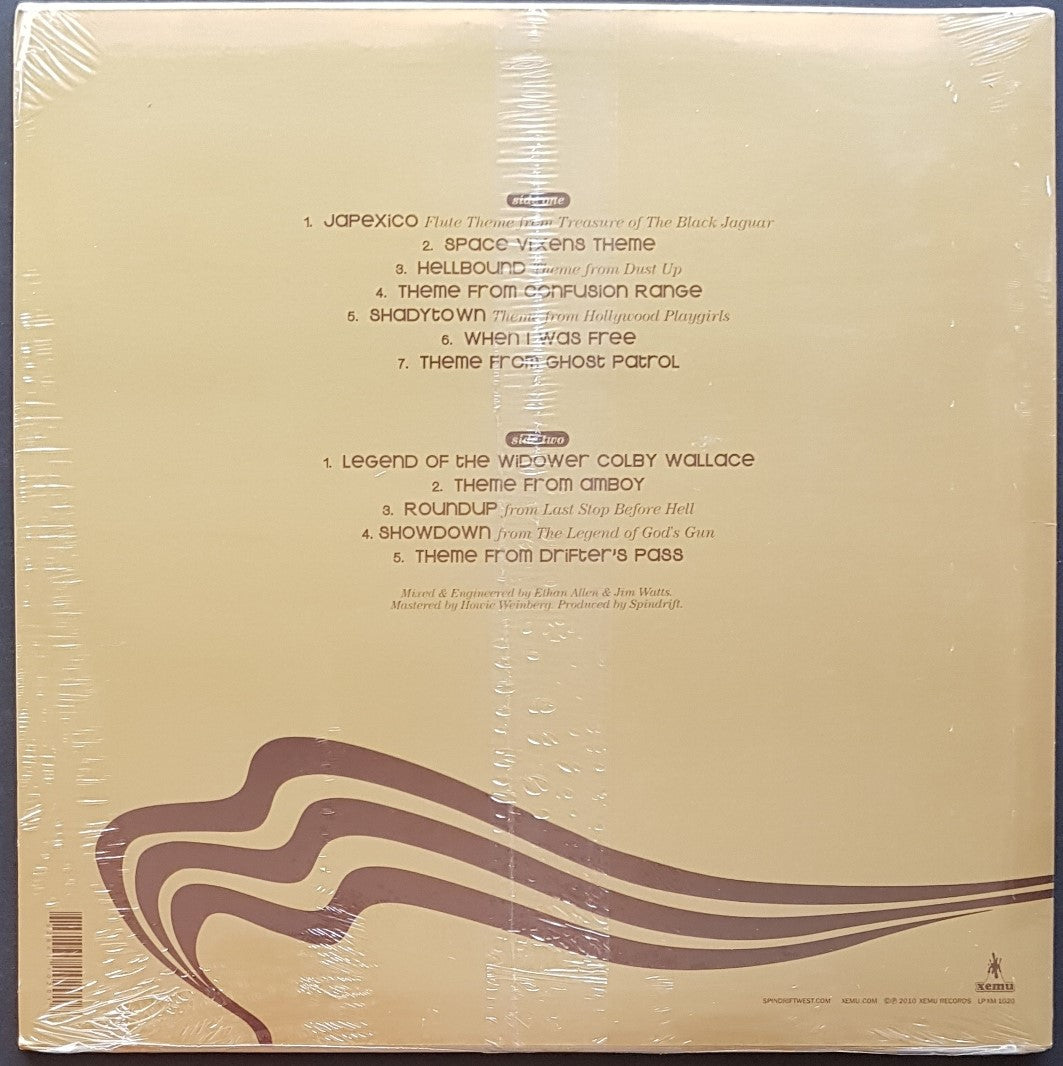 side one
1. Japexico Flute Theme from Treasure of The Black Jaguar
2. Space Vixens Theme
3. Hellbound Theme from Dust Up
4. Theme from Confusion Range
5. Shadytown Theme from Hollywood Playgirls
6. When I Was Free
7. Theme from Ghost Patrol
side two
1. Legend of the Widower Colby Wallace
2. Theme from Amboy
3. Roundup from Last Stop Before Hell
4. Showdown from The Legend of God's Gun
5. Theme from Drifter's Pass
Mixed & Engineered by Ethan Allen & Jim Watts.
Mastered by Howie Weinberg. Produced by Spindrift.
xemu
SPINDRIFTWEST.COM XEMU.COM ©℗ 2010 XEMU RECORDS LP XM 1020